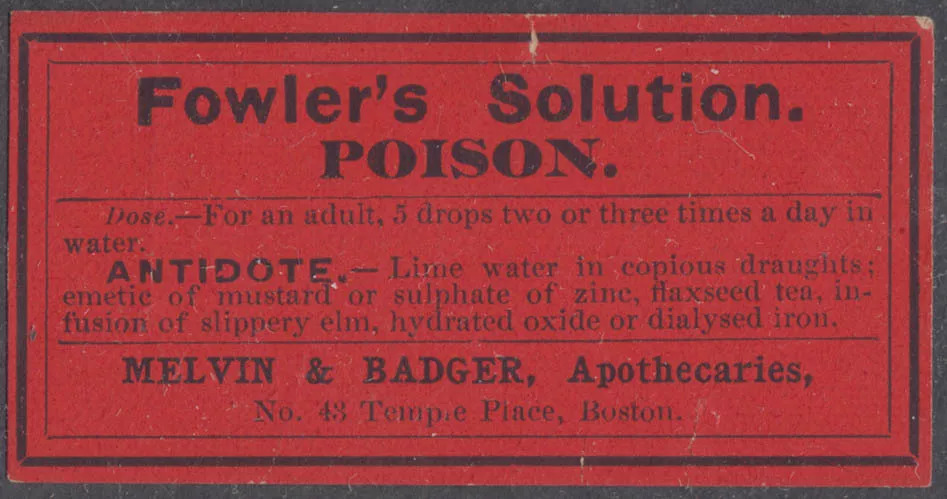 Fowler's Solution.
POISON.
Dose.—For an adult, 5 drops two or three times a day in
water.
ANTIDOTE.—Lime water in copious draughts;
emetic of mustard or sulphate of zinc, flaxseed tea, in-
fusion of slippery elm, hydrated oxide or dialysed iron.
MELVIN & BADGER, Apothecaries,
No. 43 Temple Place, Boston.